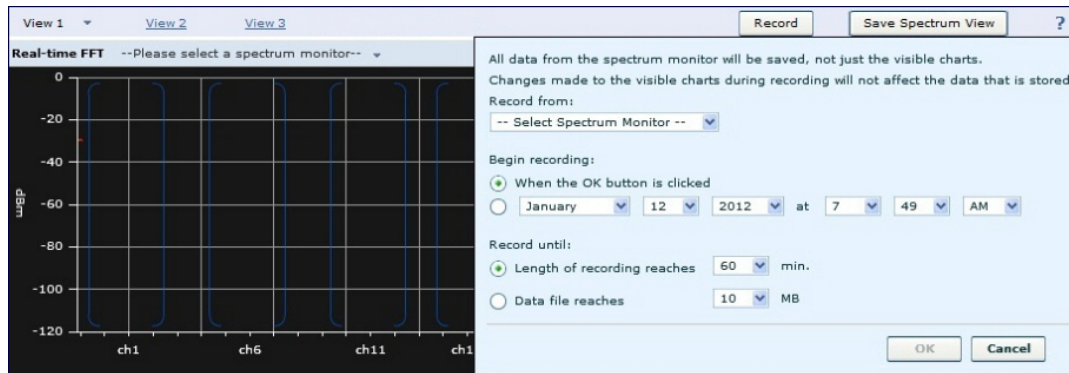 View 1 View 2 View 3 Record Save Spectrum View ?
Real-time FFT --Please select a spectrum monitor--
All data from the spectrum monitor will be saved, not just the visible charts.
Changes made to the visible charts during recording will not affect the data that is stored
Record from:
-- Select Spectrum Monitor --
Begin recording:
When the OK button is clicked
January 12 2012 at 7 49 AM
Record until:
Length of recording reaches 60 min.
Data file reaches 10 MB
OK Cancel
dBm
0
-20
-40
-60
-80
-100
-120
ch1 ch6 ch11 ch1